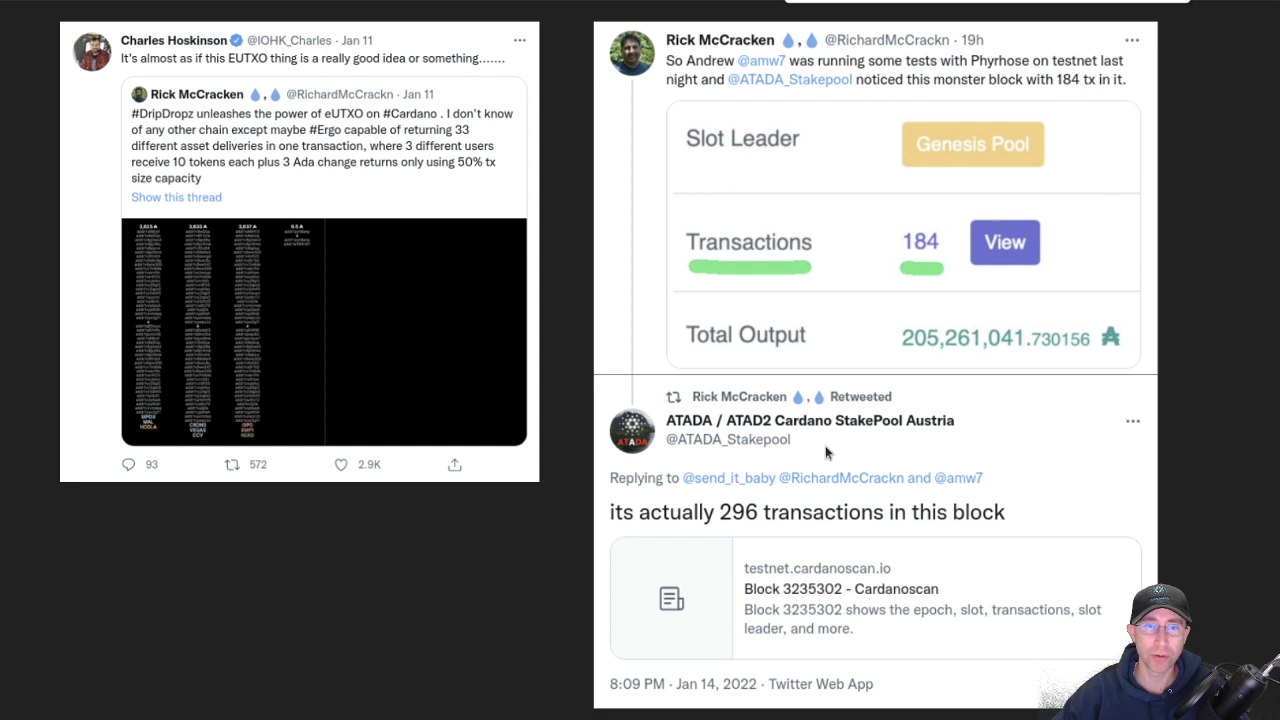 Charles Hoskinson @IOHK_Charles · Jan 11
It's almost as if this EUTXO thing is a really good idea or something.......
Rick McCracken 💧₳💧 @RichardMcCrackn · Jan 11
#DripDropz unleashes the power of eUTXO on #Cardano . I don't know
of any other chain except maybe #Ergo capable of returning 33
different asset deliveries in one transaction, where 3 different users
receive 10 tokens each plus 3 Ada change returns only using 50% tx
size capacity
Show this thread
93 572 2.9K
Rick McCracken 💧,💧 @RichardMcCrackn · 19h
So Andrew @amw7 was running some tests with Phyrhose on testnet last
night and @ATADA_Stakepool noticed this monster block with 184 tx in it.
Slot Leader Genesis Pool
Transactions 184 View
Total Output 205,261,041.730156 ₳
Rick McCracken 💧,💧 Retweeted
ATADA / ATAD2 Cardano StakePool Austria
@ATADA_Stakepool
ATADA
Replying to @send_it_baby @RichardMcCrackn and @amw7
its actually 296 transactions in this block
testnet.cardanoscan.io
Block 3235302 - Cardanoscan
Block 3235302 shows the epoch, slot, transactions, slot
leader, and more.
8:09 PM · Jan 14, 2022 · Twitter Web App